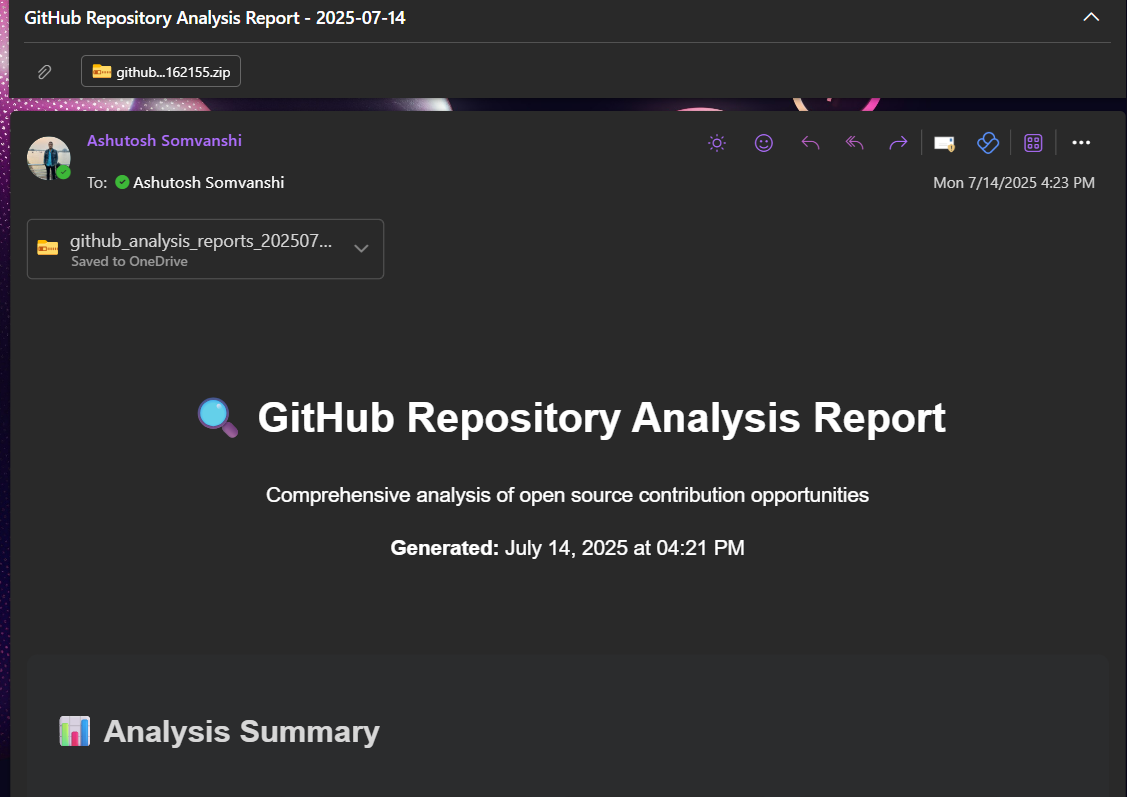 GitHub Repository Analysis Report - 2025-07-14
github...162155.zip
Ashutosh Somvanshi
To: Ashutosh Somvanshi
Mon 7/14/2025 4:23 PM
github_analysis_reports_202507...
Saved to OneDrive
GitHub Repository Analysis Report
Comprehensive analysis of open source contribution opportunities
Generated: July 14, 2025 at 04:21 PM
Analysis Summary